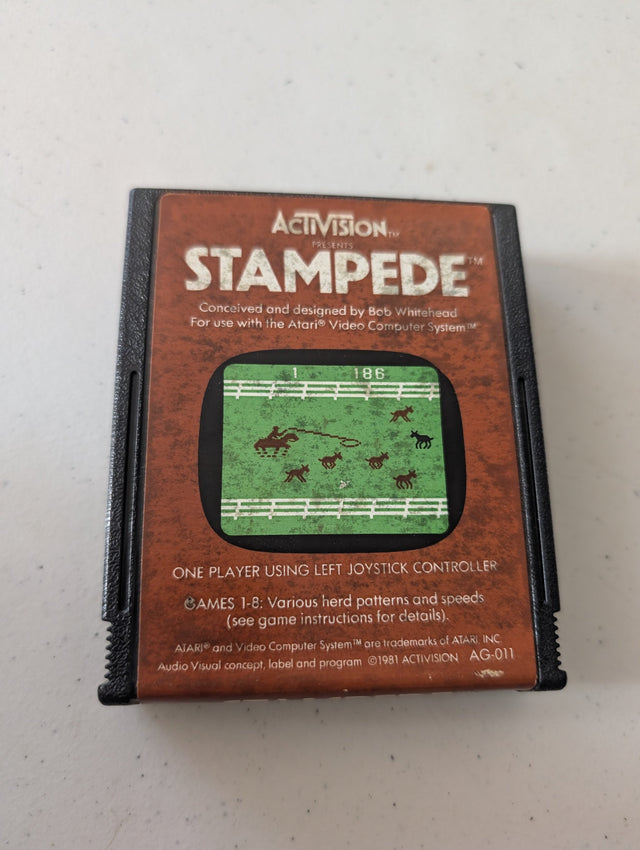 ACTIVISION™
PRESENTS
STAMPEDE™
Conceived and designed by Bob Whitehead
For use with the Atari® Video Computer System™
1 186
ONE PLAYER USING LEFT JOYSTICK CONTROLLER
GAMES 1-8: Various herd patterns and speeds
(see game instructions for details).
ATARI® and Video Computer System™ are trademarks of ATARI, INC.
Audio Visual concept, label and program ©1981 ACTIVISION AG-011